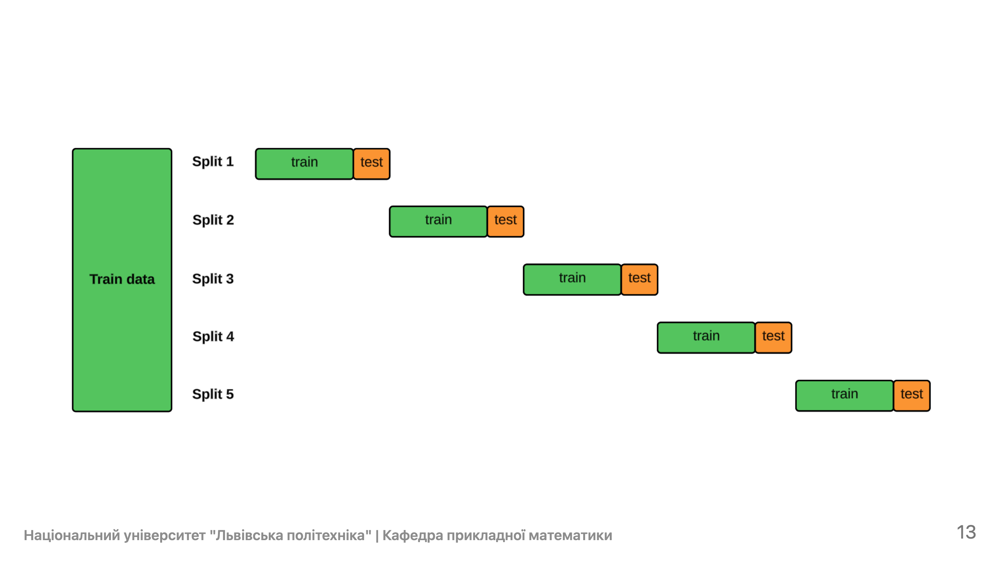 Split 1 train test
Split 2 train test
Train data Split 3 train test
Split 4 train test
Split 5 train test
Національний університет "Львівська політехніка" | Кафедра прикладної математики 13